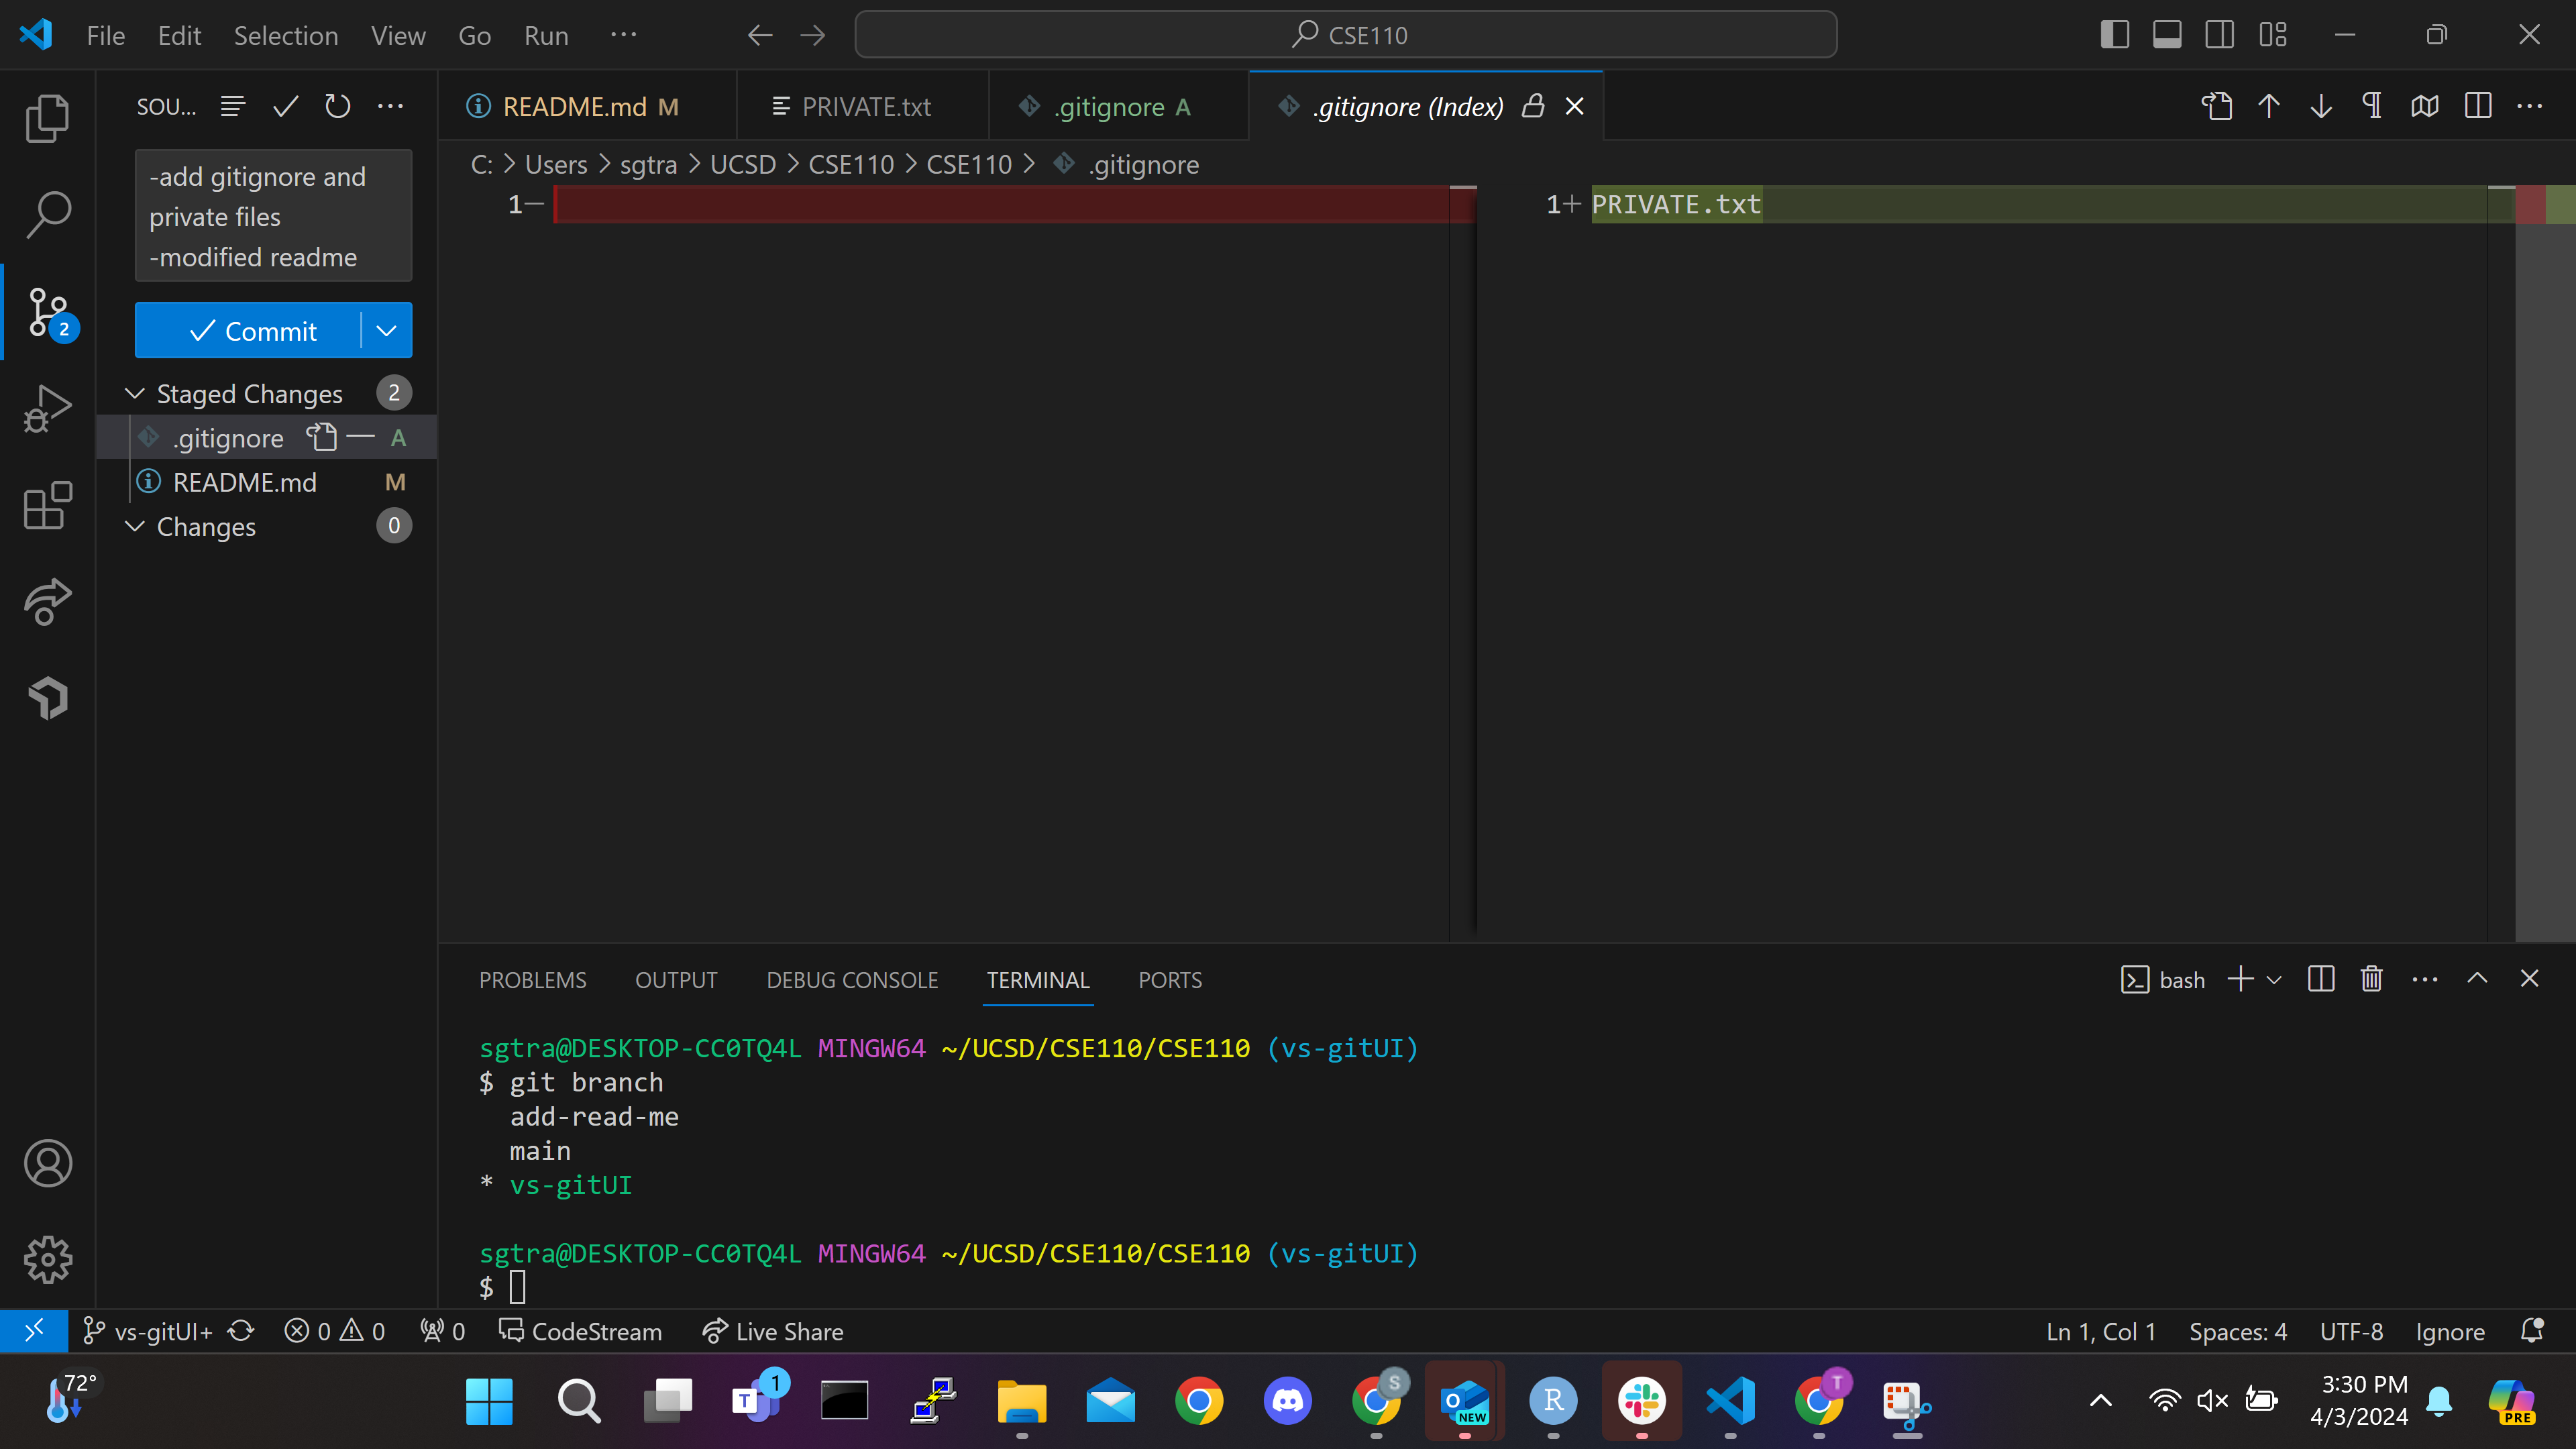 File Edit Selection View Go Run ···
CSE110
SOU...
README.md M
PRIVATE.txt
.gitignore A
.gitignore (Index)
-add gitignore and
private files
-modified readme
C: > Users > sgtra > UCSD > CSE110 > CSE110 > .gitignore
1—
1+ PRIVATE.txt
2
Commit
Staged Changes 2
.gitignore A
README.md M
Changes 0
PROBLEMS OUTPUT DEBUG CONSOLE TERMINAL PORTS
bash
sgtra@DESKTOP-CC0TQ4L MINGW64 ~/UCSD/CSE110/CSE110 (vs-gitUI)
$ git branch
add-read-me
main
* vs-gitUI
sgtra@DESKTOP-CC0TQ4L MINGW64 ~/UCSD/CSE110/CSE110 (vs-gitUI)
$
vs-gitUI+ 0 0 0 CodeStream Live Share
Ln 1, Col 1 Spaces: 4 UTF-8 Ignore
72°
T 1
S
O NEW
R
T
3:30 PM
4/3/2024
PRE